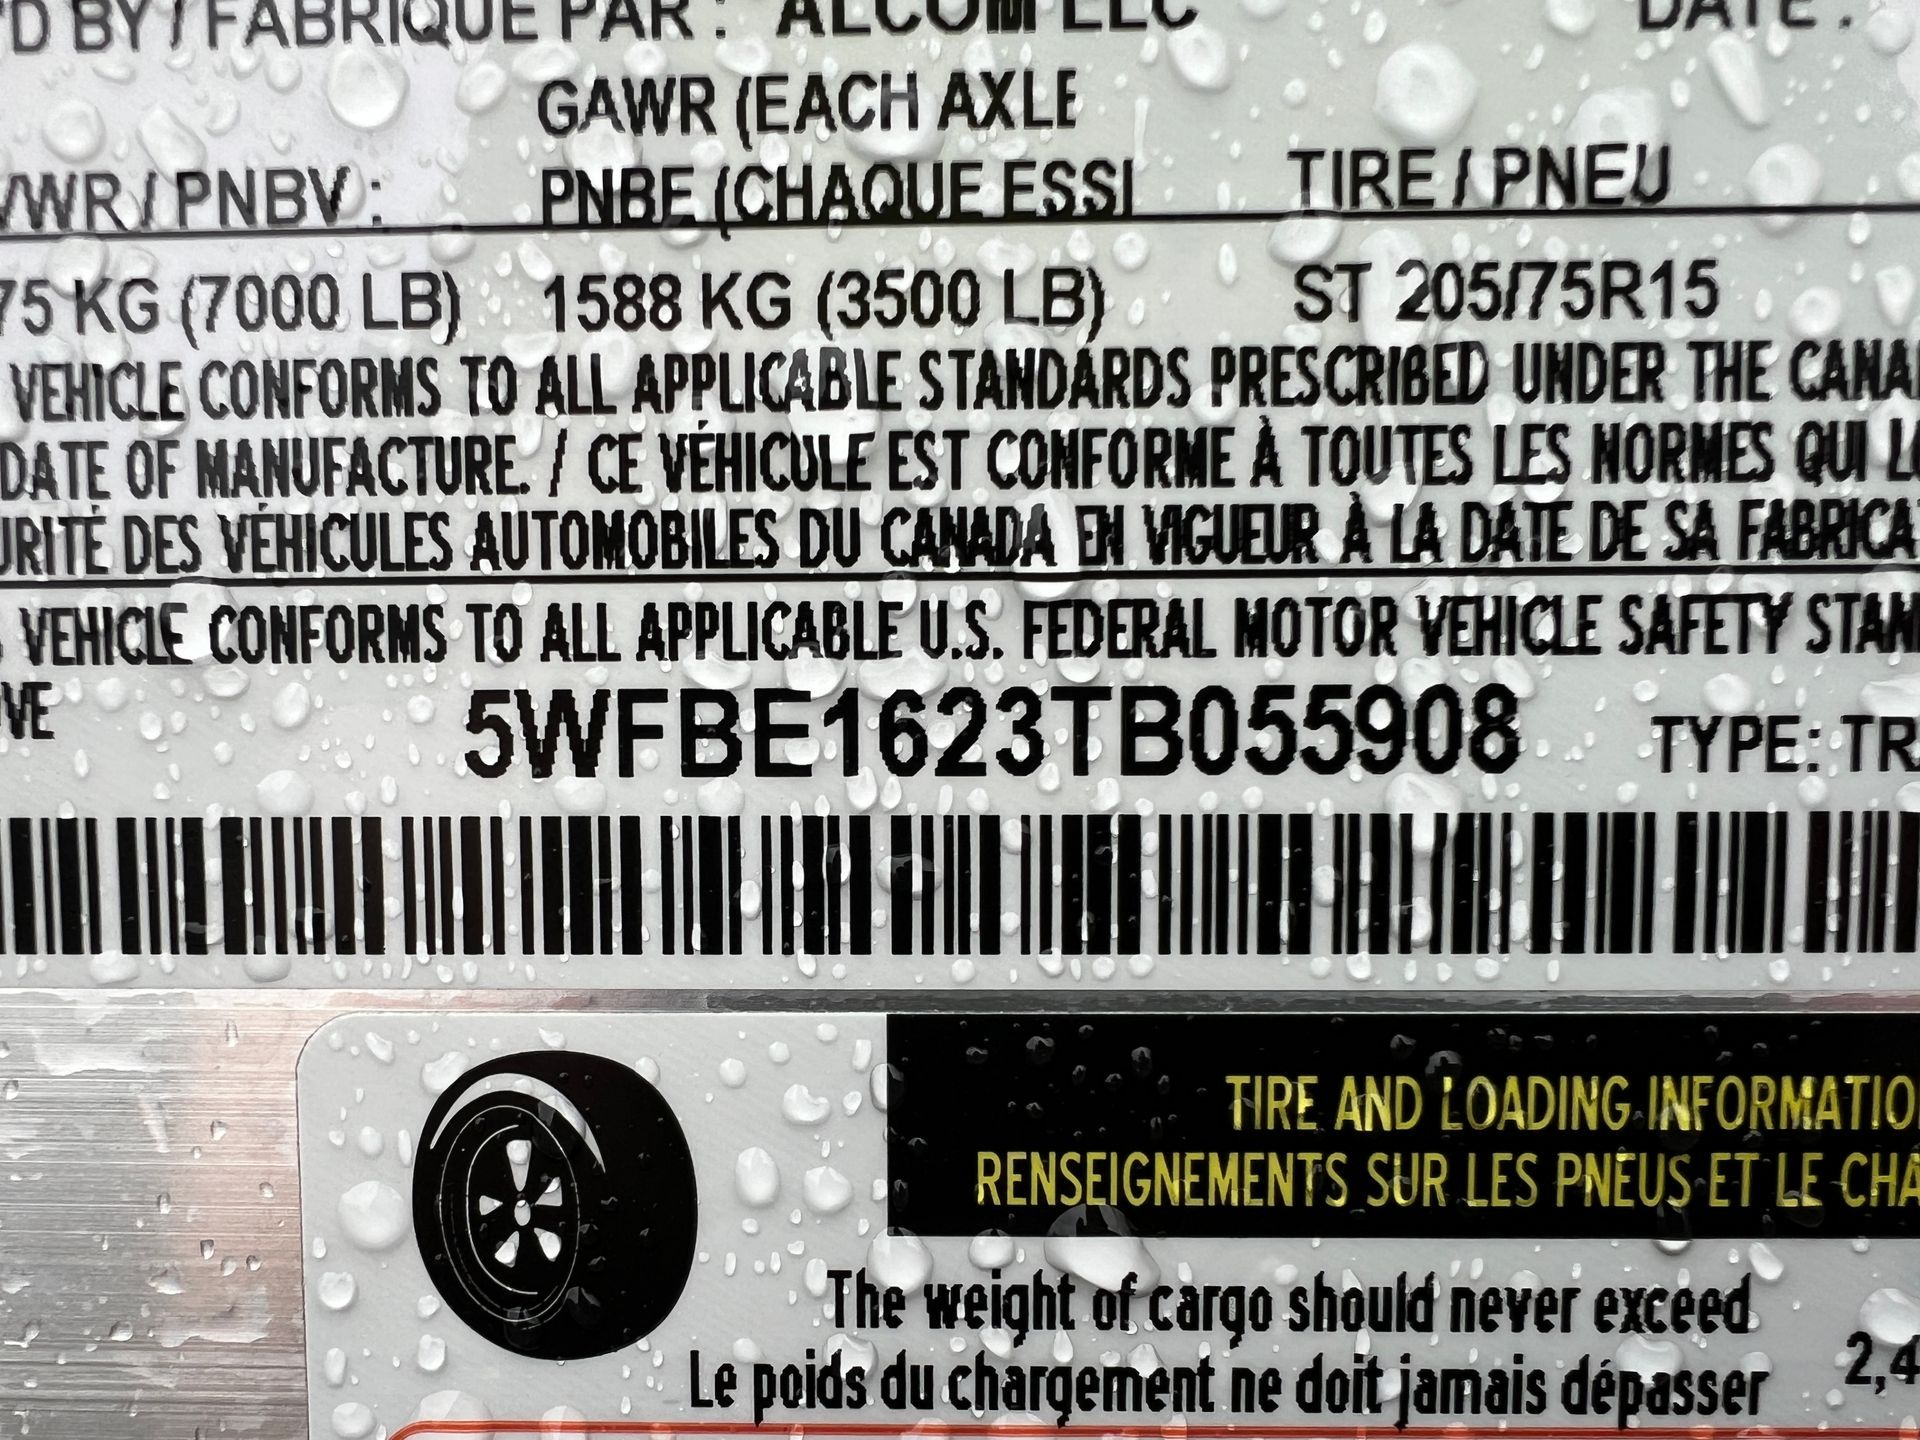 D BY / FABRIQUE PAR : ALCOM LLC DATE :
GAWR (EACH AXLE
VWR / PNBV : PNBE (CHAQUE ESSI TIRE / PNEU
75 KG (7000 LB) 1588 KG (3500 LB) ST 205/75R15
VEHICLE CONFORMS TO ALL APPLICABLE STANDARDS PRESCRIBED UNDER THE CANA
DATE OF MANUFACTURE. / CE VÉHICULE EST CONFORME À TOUTES LES NORMES QUI L
URITÉ DES VÉHICULES AUTOMOBILES DU CANADA EN VIGUEUR À LA DATE DE SA FABRICA
VEHICLE CONFORMS TO ALL APPLICABLE U.S. FEDERAL MOTOR VEHICLE SAFETY STAN
VE 5WFBE1623TB055908 TYPE: TR
TIRE AND LOADING INFORMATIO
RENSEIGNEMENTS SUR LES PNEUS ET LE CHA
The weight of cargo should never exceed
Le poids du chargement ne doit jamais dépasser 2,4